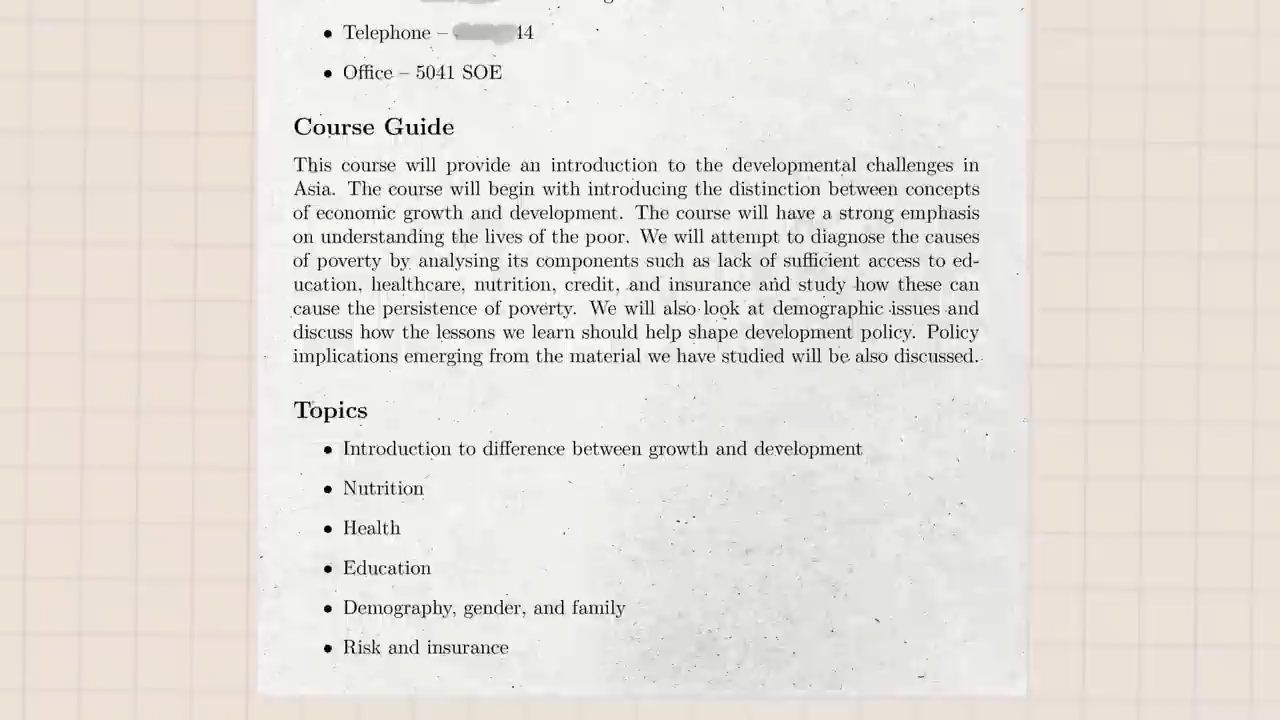 • Telephone – 44
• Office – 5041 SOE
Course Guide
This course will provide an introduction to the developmental challenges in
Asia. The course will begin with introducing the distinction between concepts
of economic growth and development. The course will have a strong emphasis
on understanding the lives of the poor. We will attempt to diagnose the causes
of poverty by analysing its components such as lack of sufficient access to ed-
ucation, healthcare, nutrition, credit, and insurance and study how these can
cause the persistence of poverty. We will also look at demographic issues and
discuss how the lessons we learn should help shape development policy. Policy
implications emerging from the material we have studied will be also discussed.
Topics
• Introduction to difference between growth and development
• Nutrition
• Health
• Education
• Demography, gender, and family
• Risk and insurance